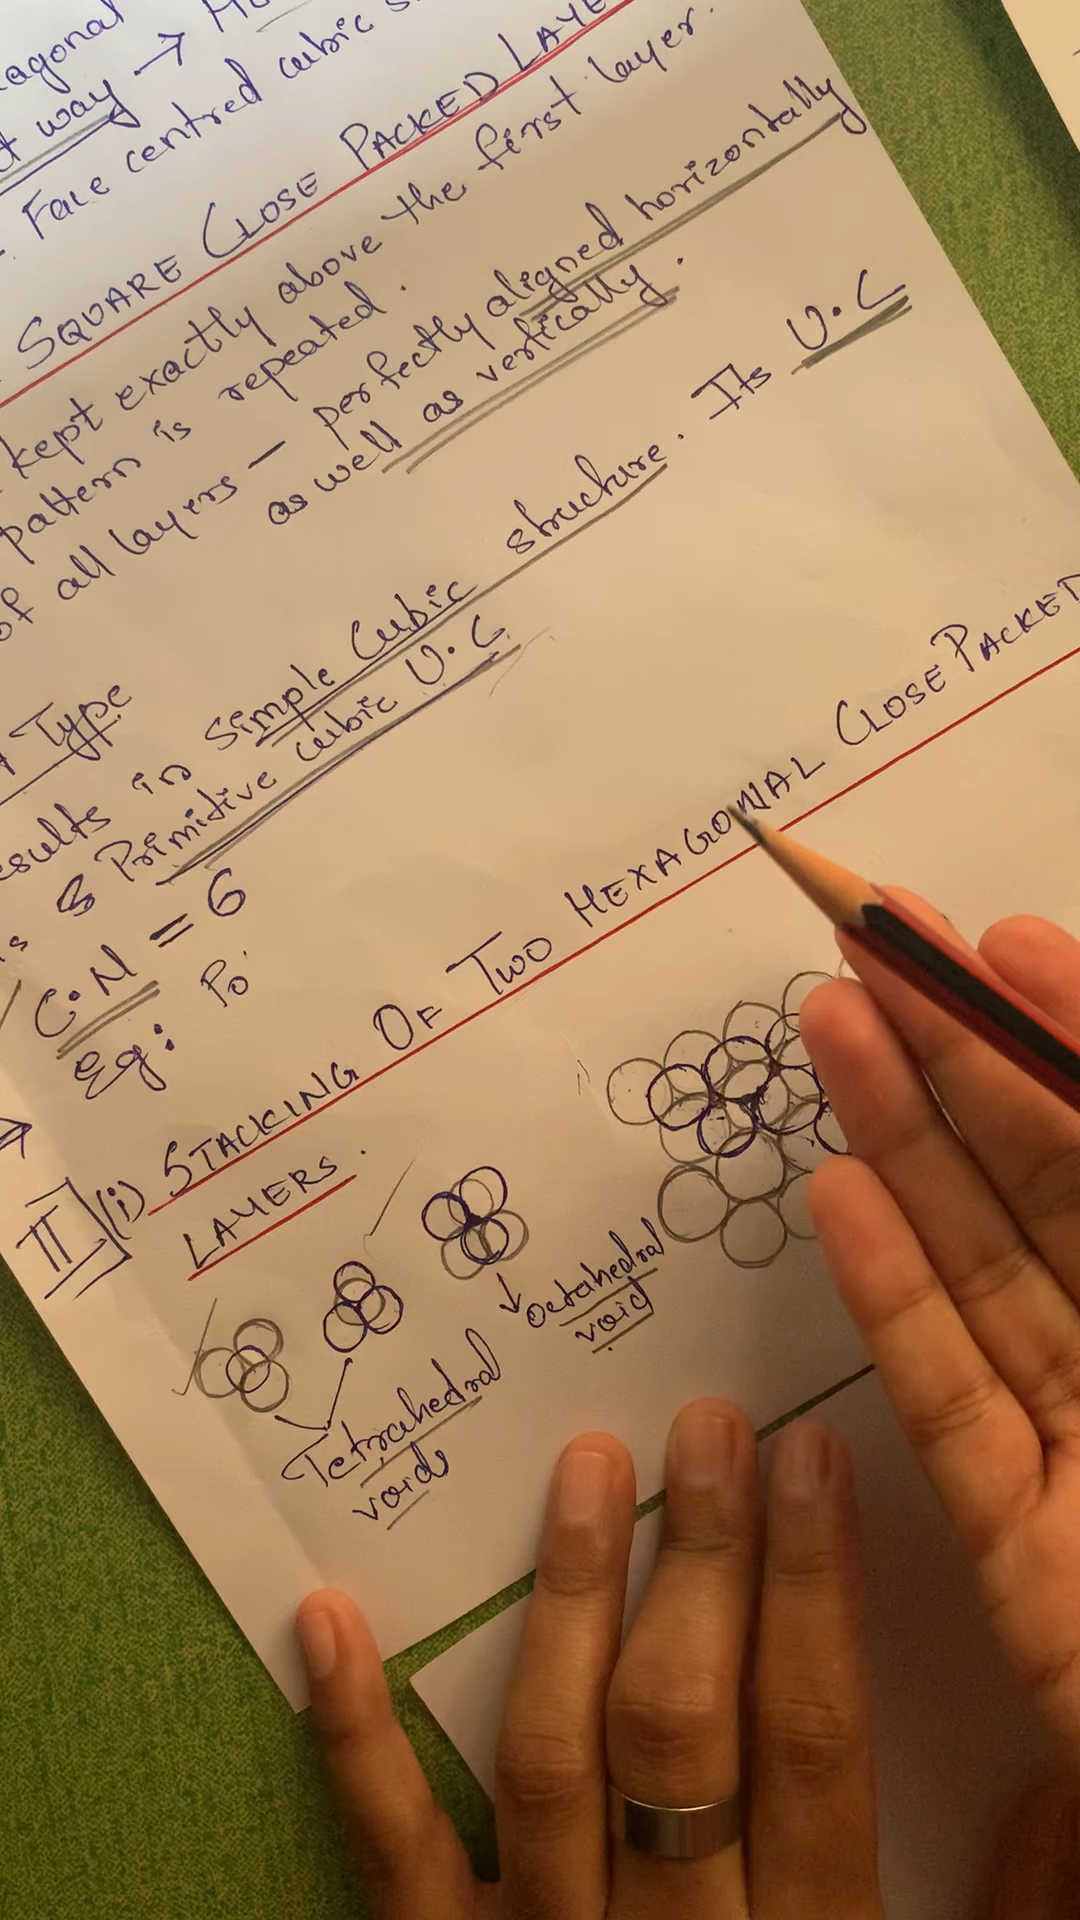 agonal
way →
Face centred cubic
SQUARE CLOSE PACKED LAYE
kept exactly above the first layer.
pattern is repeated.
of all layers – perfectly aligned horizontally
as well as vertically.
Type
esults in simple Cubic structure. Its U.C
is Primitive cubic U.C.
C.N = 6
Eg: Po
II (i) STACKING OF TWO HEXAGONAL CLOSE PACKED
LAYERS.
Tetrahedral
void
octahedral
void